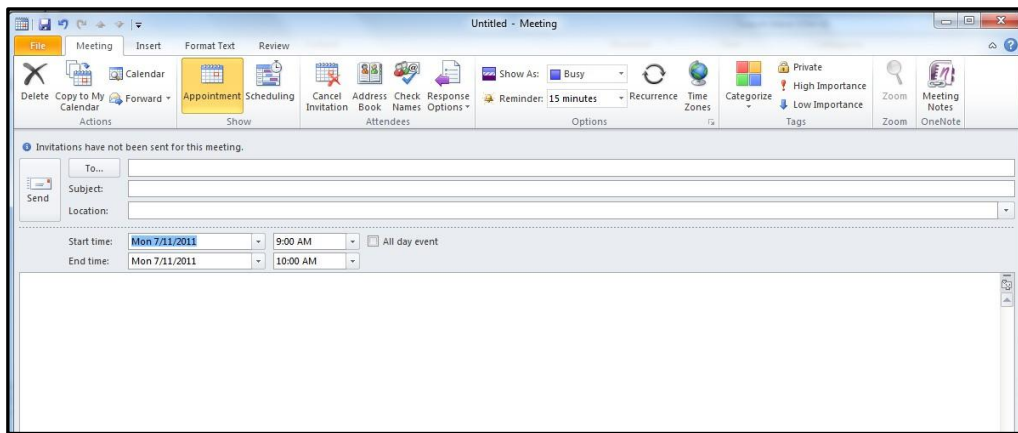 Untitled - Meeting
File Meeting Insert Format Text Review
Delete Copy to My Calendar Calendar Forward Appointment Scheduling Cancel Invitation Address Book Check Names Response Options Show As: Busy Reminder: 15 minutes Recurrence Time Zones Categorize Private High Importance Low Importance Zoom Meeting Notes
Actions Show Attendees Options Tags Zoom OneNote
Invitations have not been sent for this meeting.
To...
Send
Subject:
Location:
Start time: Mon 7/11/2011 9:00 AM All day event
End time: Mon 7/11/2011 10:00 AM